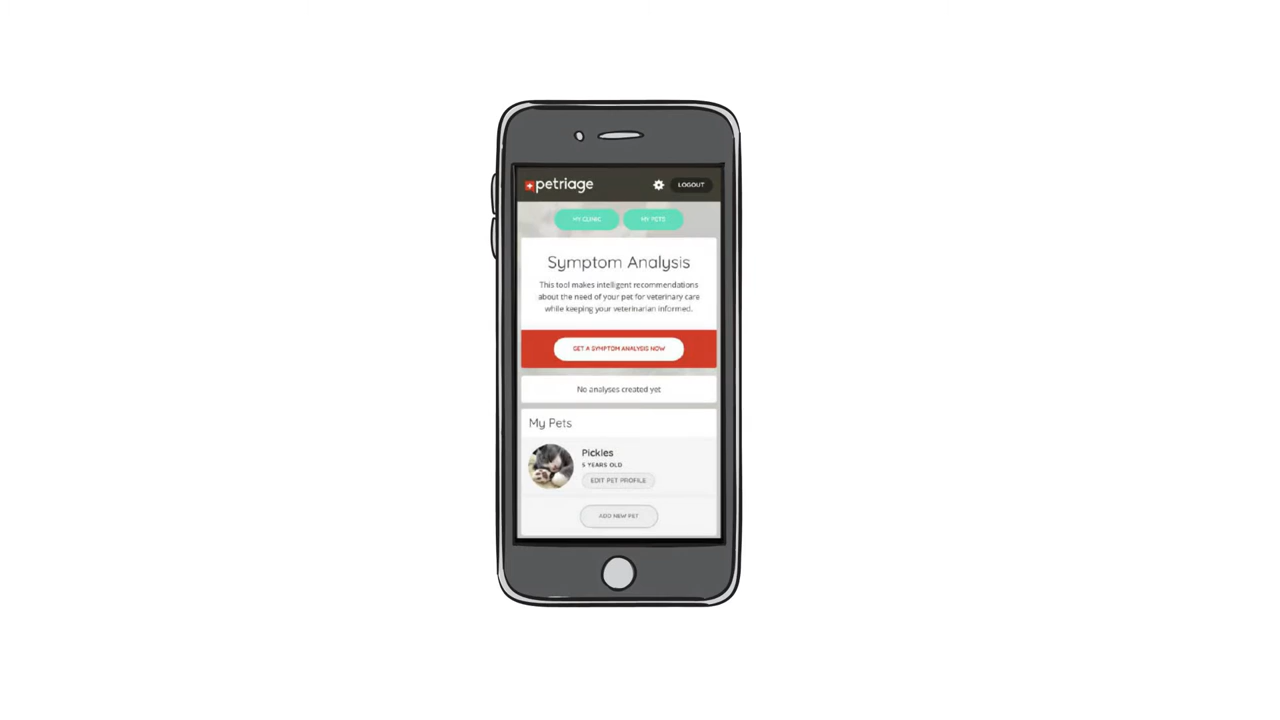 petriage
LOGOUT
MY CLINIC
MY PETS
Symptom Analysis
This tool makes intelligent recommendations
about the need of your pet for veterinary care
while keeping your veterinarian informed.
GET A SYMPTOM ANALYSIS NOW
No analyses created yet
My Pets
Pickles
5 YEARS OLD
EDIT PET PROFILE
ADD NEW PET